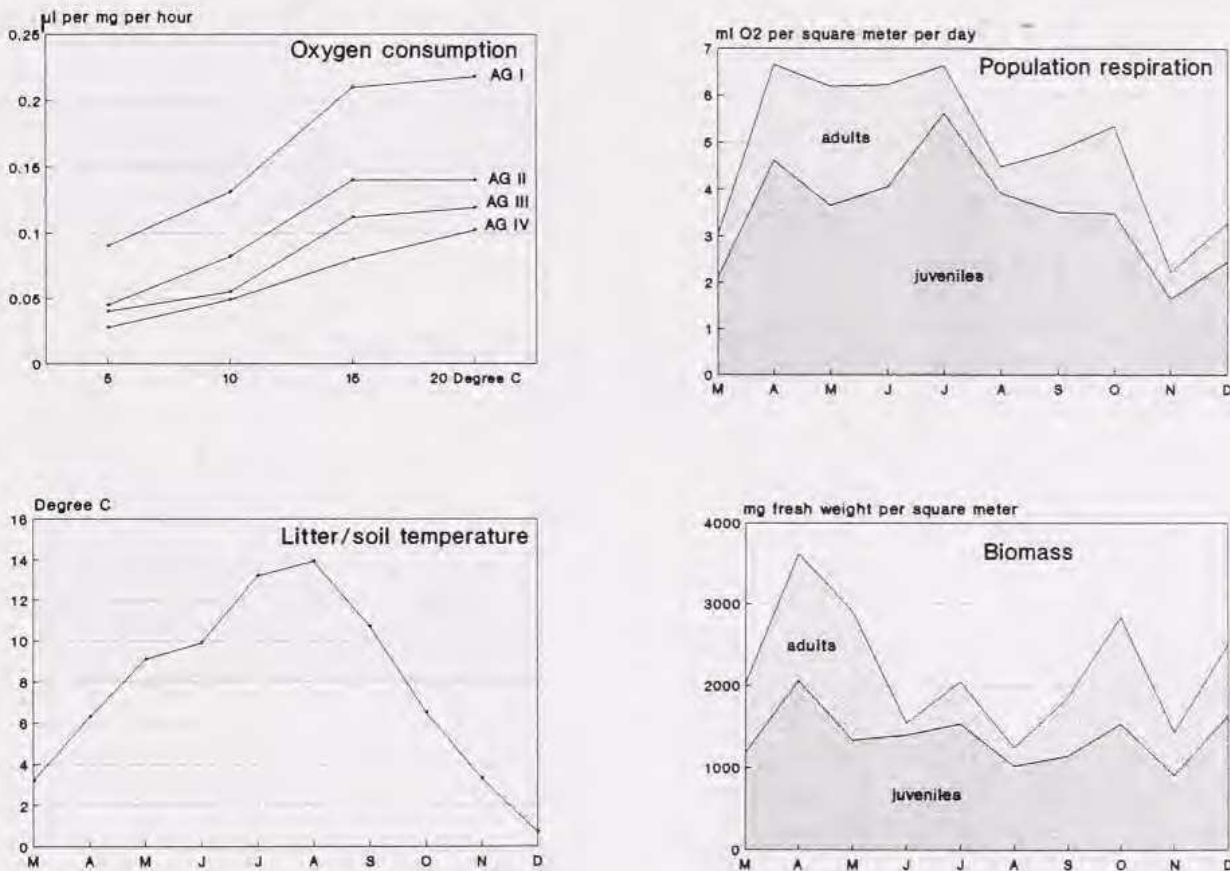 µl per mg per hour
Oxygen consumption
0.25
0.2
0.15
0.1
0.05
0
AG I
AG II
AG III
AG IV
5 10 15 20 Degree C
ml O2 per square meter per day
Population respiration
7
6
5
4
3
2
1
0
adults
juveniles
M A M J J A S O N D
Degree C
Litter/soil temperature
16
14
12
10
8
6
4
2
0
M A M J J A S O N D
mg fresh weight per square meter
Biomass
4000
3000
2000
1000
0
adults
juveniles
M A M J J A S O N D